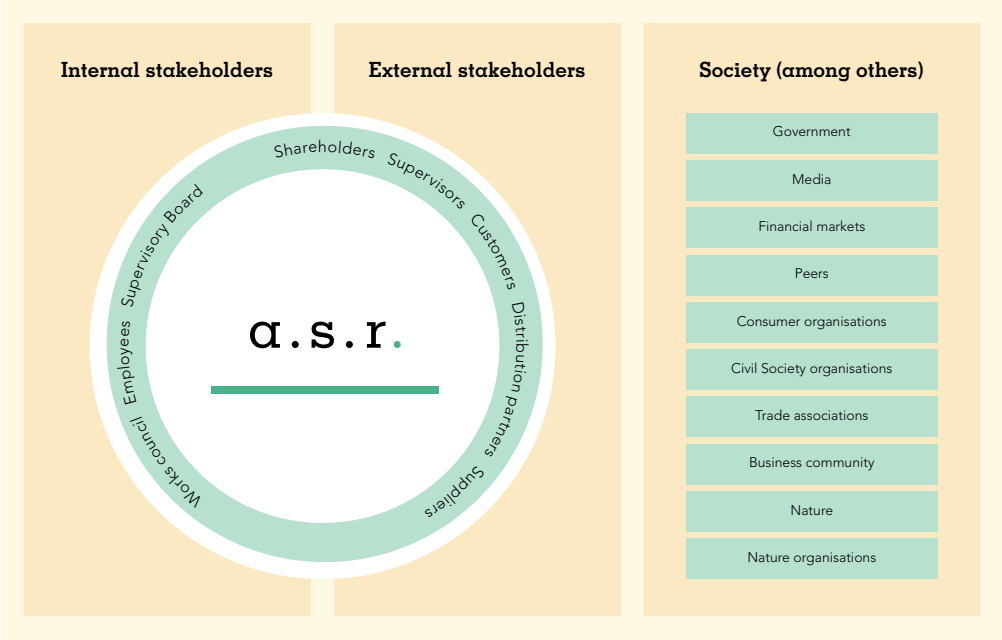 Internal stakeholders
External stakeholders
Society (among others)
Works council
Employees
Supervisory Board
Shareholders
Supervisors
Customers
Distribution partners
Suppliers
a.s.r.
Government
Media
Financial markets
Peers
Consumer organisations
Civil Society organisations
Trade associations
Business community
Nature
Nature organisations